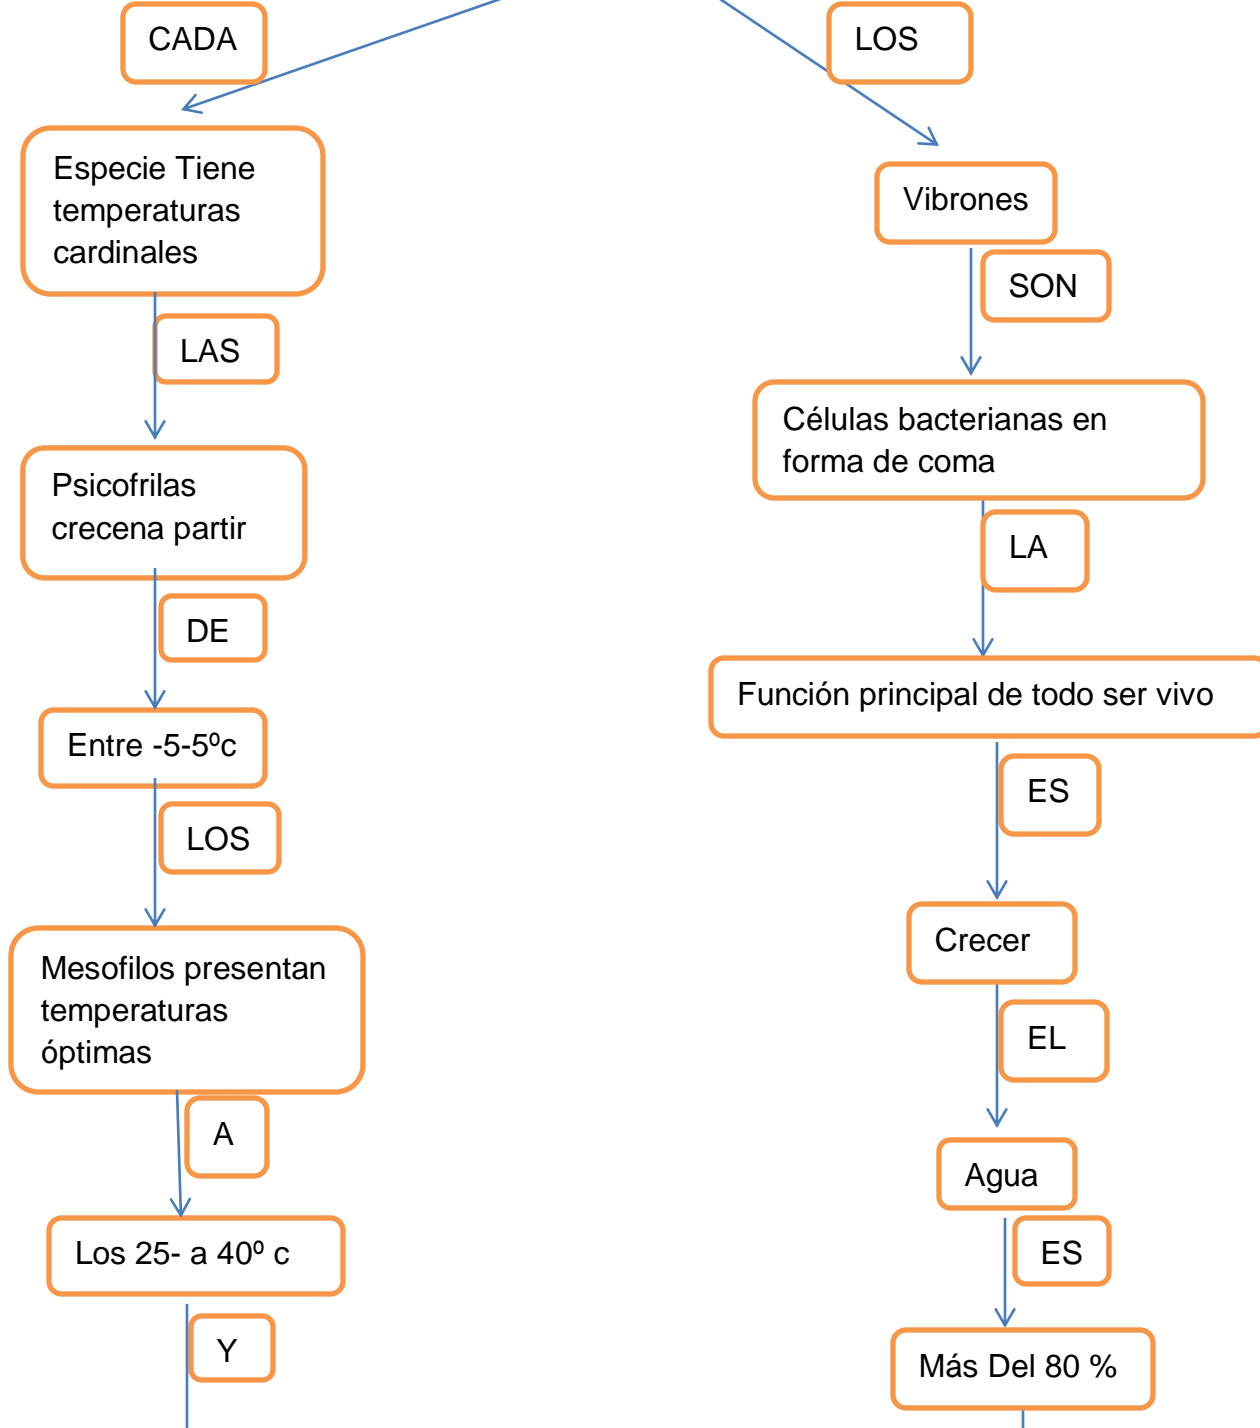 CADA
Especie Tiene
temperaturas
cardinales
LAS
Psicofrilas
crecena partir
DE
Entre -5-5ºc
LOS
Mesofilos presentan
temperaturas
óptimas
A
Los 25- a 40º c
Y
LOS
Vibrones
SON
Células bacterianas en
forma de coma
LA
Función principal de todo ser vivo
ES
Crecer
EL
Agua
ES
Más Del 80 %